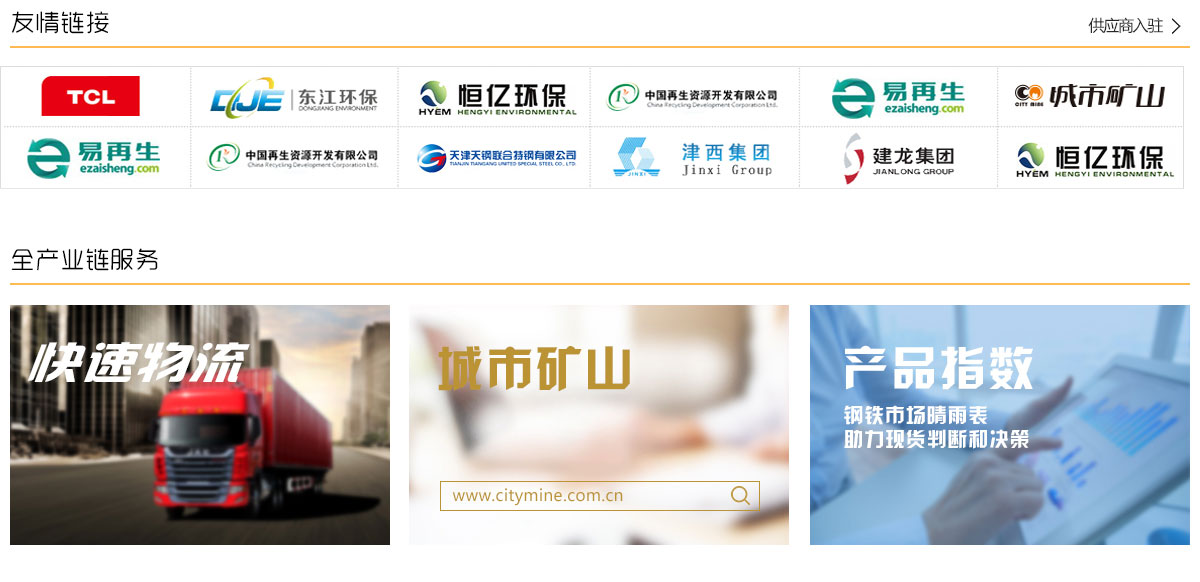 友情链接
供应商入驻
TCL
DJE 东江环保
DONGJIANG ENVIRONMENT
HYEM 恒亿环保
HENGYI ENVIRONMENTAL
中国再生资源开发有限公司
China Recycling Development Corporation Ltd.
易再生
ezaisheng.com
CITY MINE 城市矿山
易再生
ezaisheng.com
中国再生资源开发有限公司
China Recycling Development Corporation Ltd.
天津天钢联合特钢有限公司
TIANJIN TIANGANG UNITED SPECIAL STEEL CO., LTD.
JINXI 津西集团
Jinxi Group
建龙集团
JIANLONG GROUP
HYEM 恒亿环保
HENGYI ENVIRONMENTAL
全产业链服务
快速物流
JAC
城市矿山
www.citymine.com.cn
产品指数
钢铁市场晴雨表
助力现货判断和决策